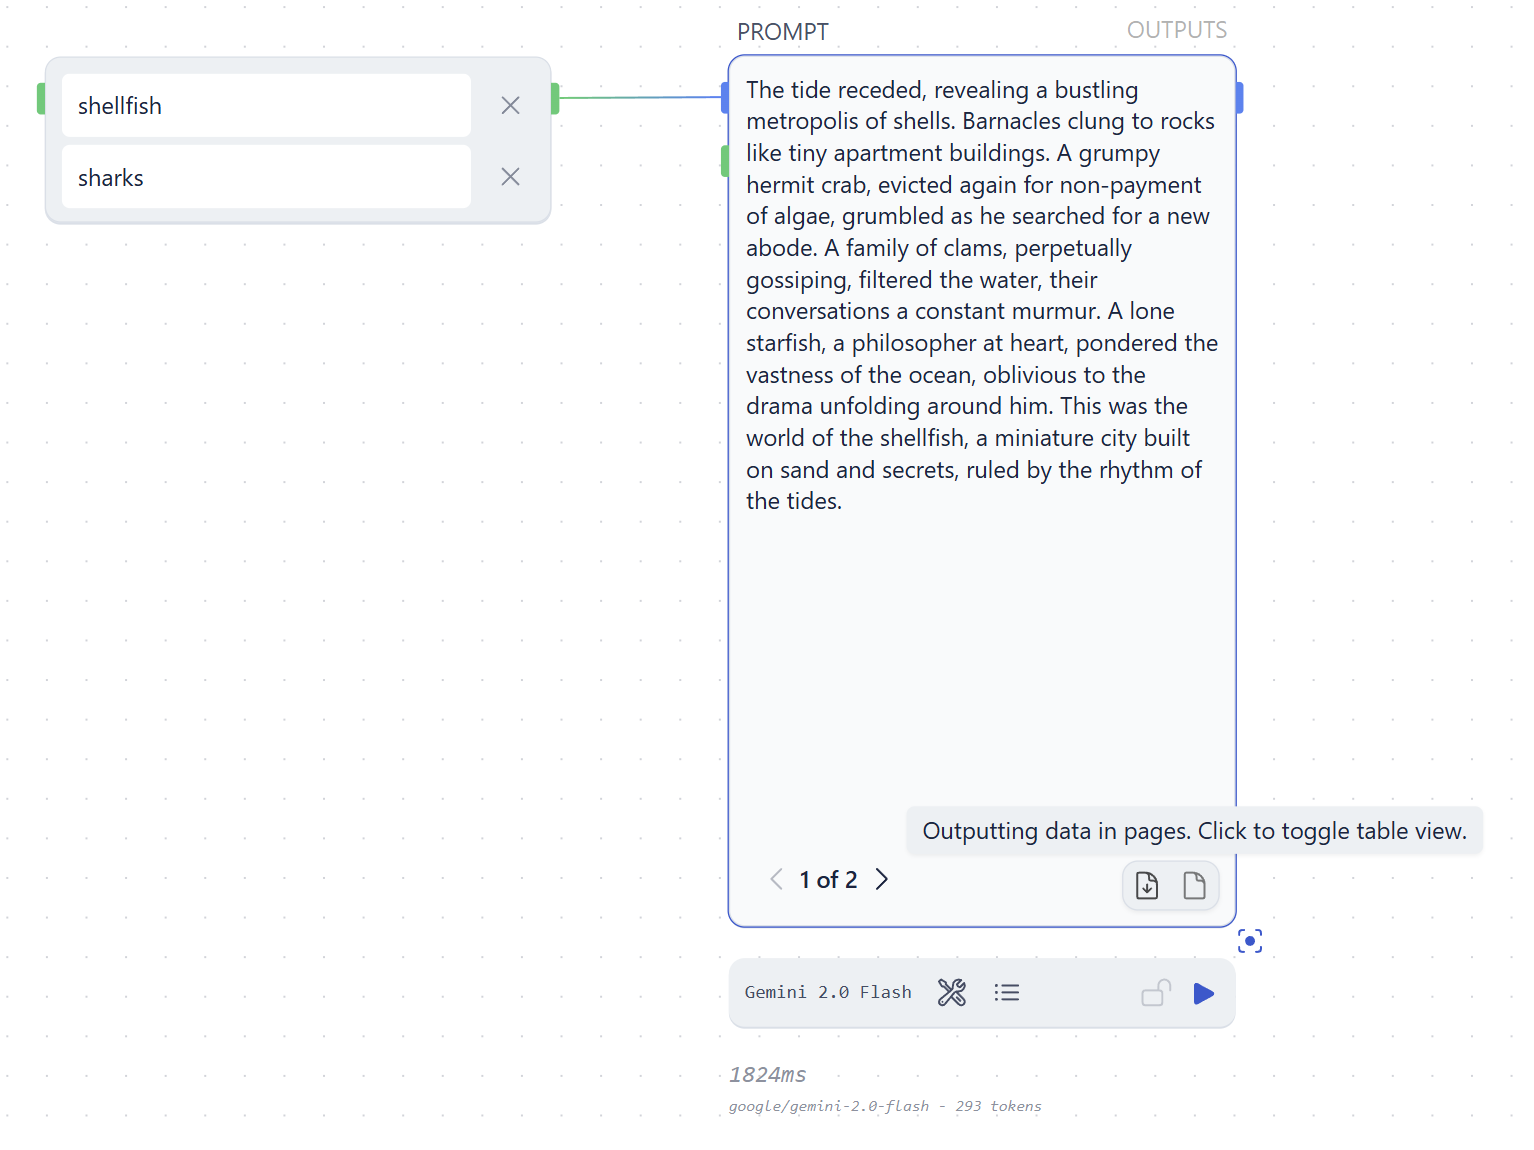 PROMPT
OUTPUTS
shellfish
sharks
The tide receded, revealing a bustling
metropolis of shells. Barnacles clung to rocks
like tiny apartment buildings. A grumpy
hermit crab, evicted again for non-payment
of algae, grumbled as he searched for a new
abode. A family of clams, perpetually
gossiping, filtered the water, their
conversations a constant murmur. A lone
starfish, a philosopher at heart, pondered the
vastness of the ocean, oblivious to the
drama unfolding around him. This was the
world of the shellfish, a miniature city built
on sand and secrets, ruled by the rhythm of
the tides.
Outputting data in pages. Click to toggle table view.
1 of 2
Gemini 2.0 Flash
1824ms
google/gemini-2.0-flash - 293 tokens